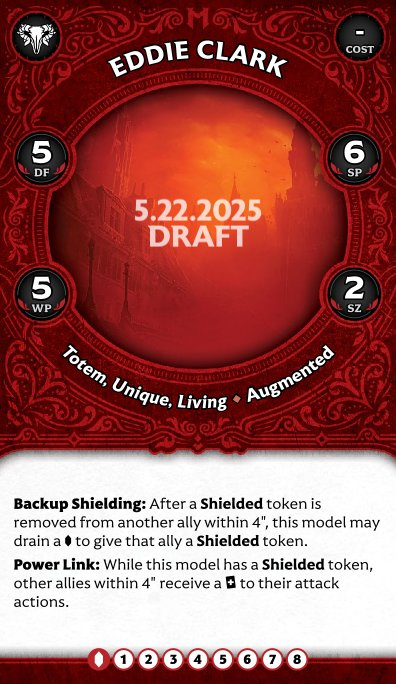 -
COST
EDDIE CLARK
5
DF
6
SP
5.22.2025
DRAFT
5
WP
2
SZ
Totem, Unique, Living ♦ Augmented
Backup Shielding: After a Shielded token is
removed from another ally within 4", this model may
drain a to give that ally a Shielded token.
Power Link: While this model has a Shielded token,
other allies within 4" receive a to their attack
actions.
1 2 3 4 5 6 7 8